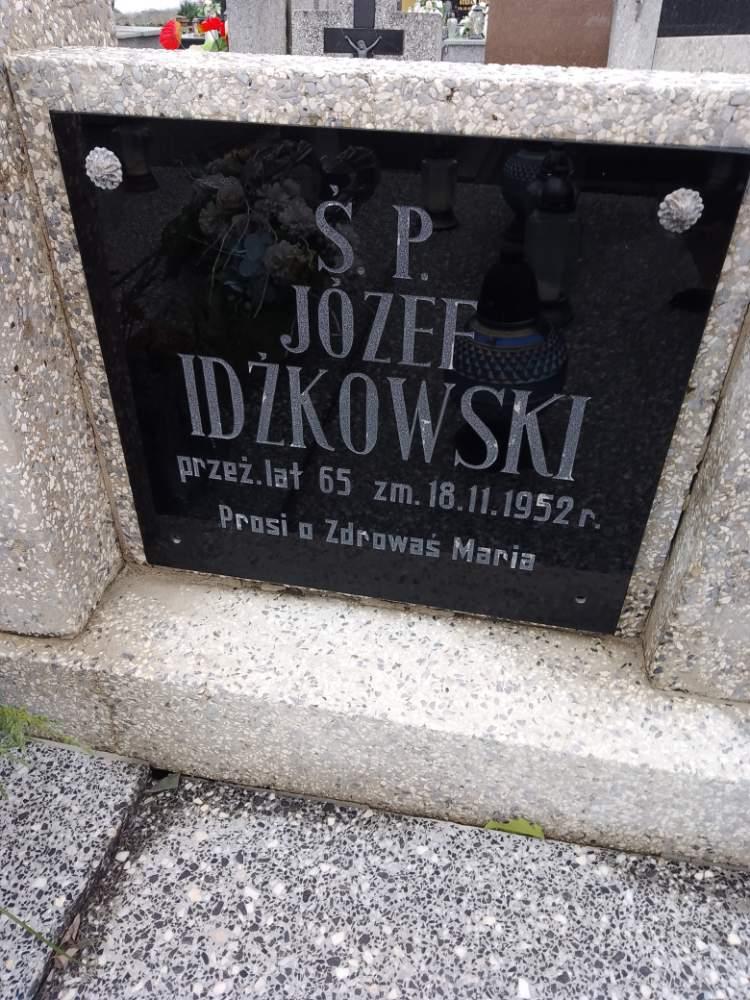 Ś. P.
JÓZEF
IDŻKOWSKI
przeż. lat 65 zm. 18.11.1952 r.
Prosi o Zdrowaś Maria